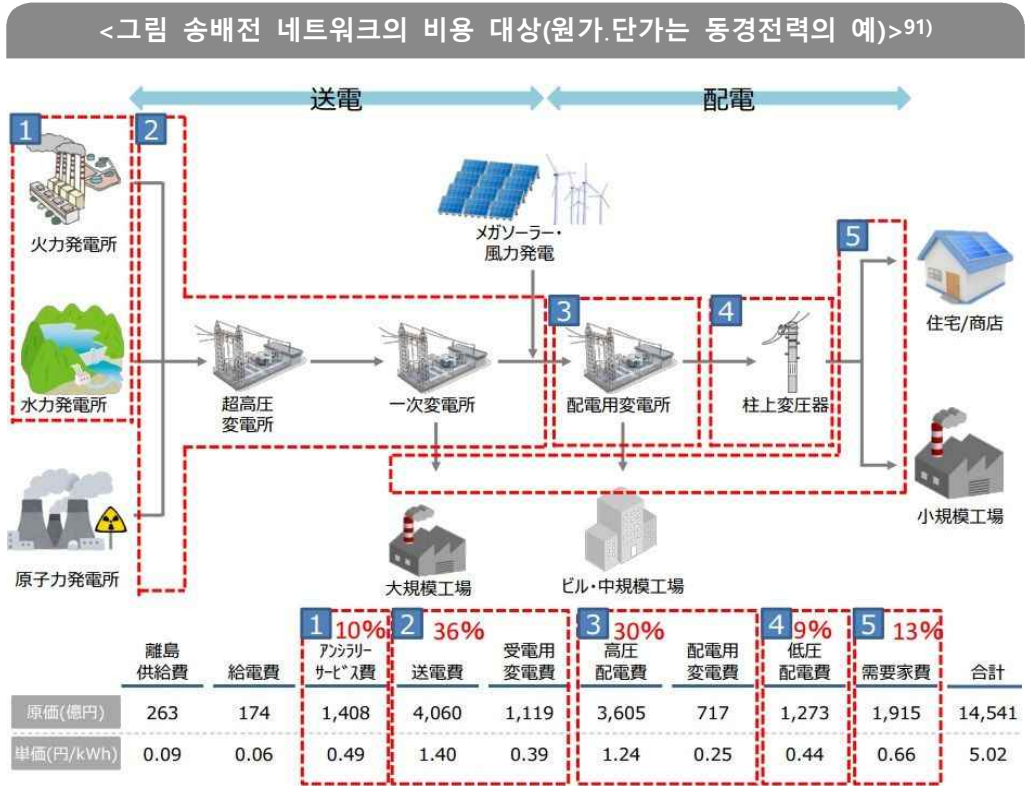 <그림 송배전 네트워크의 비용 대상(원가.단가는 동경전력의 예)>91)
送電
配電
1
2
火力発電所
水力発電所
原子力発電所
超高圧
変電所
一次変電所
メガソーラー・
風力発電
3
配電用変電所
4
柱上変圧器
5
住宅/商店
小規模工場
大規模工場
ビル・中規模工場
1 10% 2 36% 3 30% 4 9% 5 13%
離島 ｱﾝｼﾗﾘｰ 受電用 高圧 配電用 低圧
供給費 給電費 ｻｰﾋﾞｽ費 送電費 変電費 配電費 変電費 配電費 需要家費 合計
原価(億円) 263 174 1,408 4,060 1,119 3,605 717 1,273 1,915 14,541
単価(円/kWh) 0.09 0.06 0.49 1.40 0.39 1.24 0.25 0.44 0.66 5.02